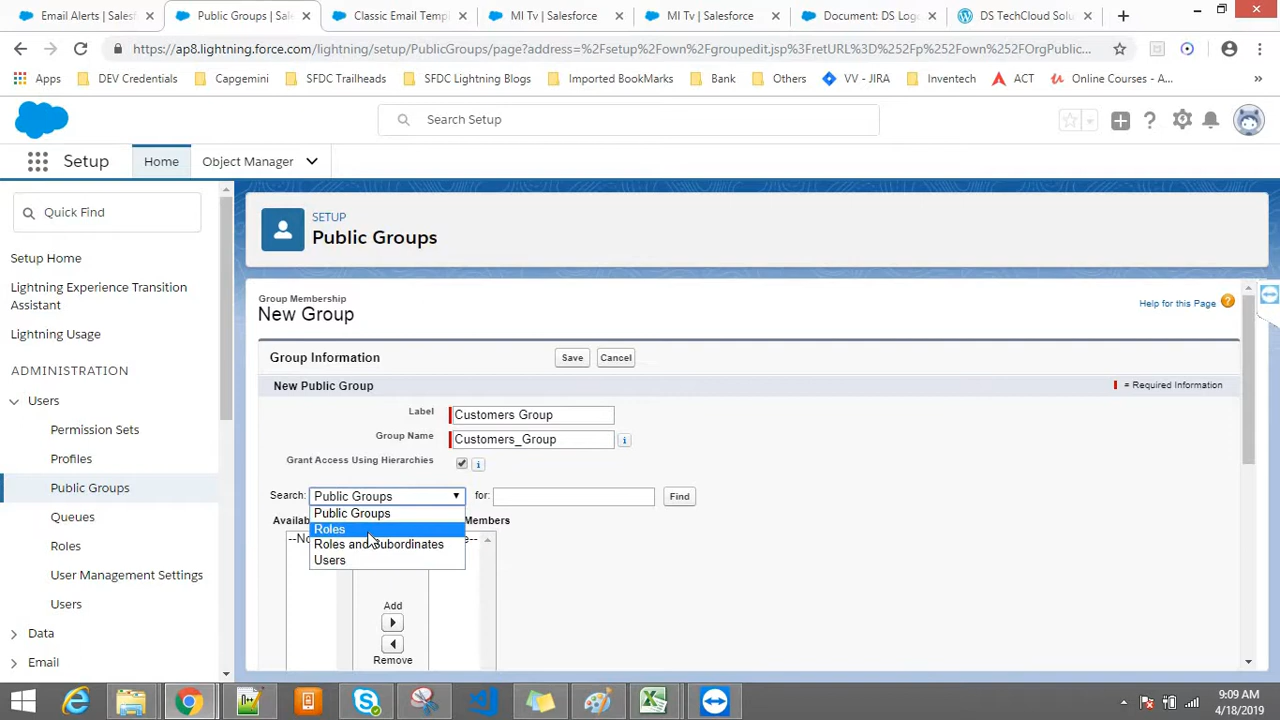 Email Alerts | Salesf
Public Groups | Sal
Classic Email Templ
MI Tv | Salesforce
MI Tv | Salesforce
Document: DS Log
DS TechCloud Solu
https://ap8.lightning.force.com/lightning/setup/PublicGroups/page?address=%2Fsetup%2Fown%2Fgroupedit.jsp%3FretURL%3D%252Fp%252Fown%252FOrgPublic...
Apps
DEV Credentials
Capgemini
SFDC Trailheads
SFDC Lightning Blogs
Imported BookMarks
Bank
Others
VV - JIRA
Inventech
ACT
Online Courses - A...
»
Search Setup
Setup
Home
Object Manager
Quick Find
Setup Home
Lightning Experience Transition
Assistant
Lightning Usage
ADMINISTRATION
Users
Permission Sets
Profiles
Public Groups
Queues
Roles
User Management Settings
Users
Data
Email
SETUP
Public Groups
Group Membership
New Group
Help for this Page
Group Information
Save
Cancel
New Public Group
= Required Information
Label
Customers Group
Group Name
Customers_Group
Grant Access Using Hierarchies
Search:
Public Groups
for:
Find
Public Groups
Roles
Roles and Subordinates
Users
Members
Add
Remove
9:09 AM
4/18/2019